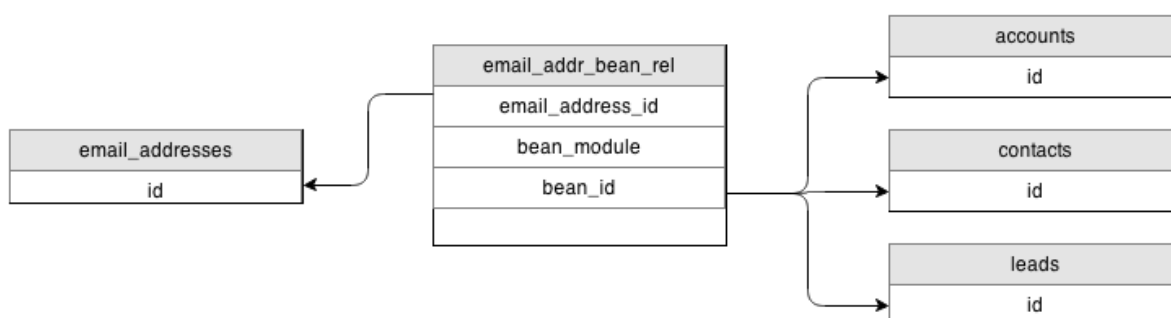 email_addresses
id
email_addr_bean_rel
email_address_id
bean_module
bean_id
accounts
id
contacts
id
leads
id